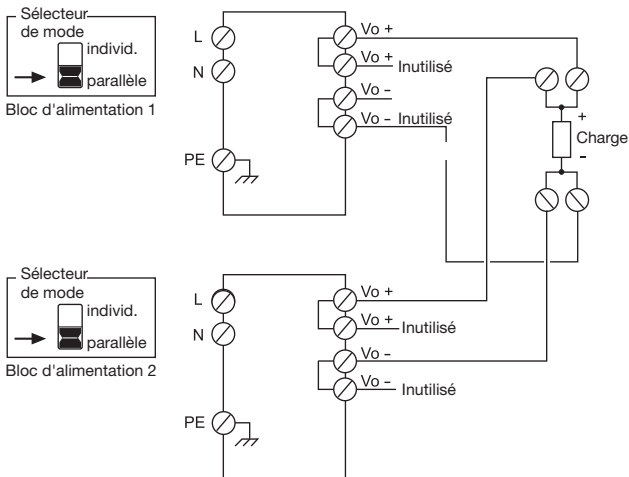 Sélecteur
de mode
individ.
parallèle
Bloc d'alimentation 1
L
N
PE
Vo +
Vo + Inutilisé
Vo -
Vo - Inutilisé
+
Charge
-
Sélecteur
de mode
individ.
parallèle
Bloc d'alimentation 2
L
N
PE
Vo +
Vo + Inutilisé
Vo -
Vo - Inutilisé